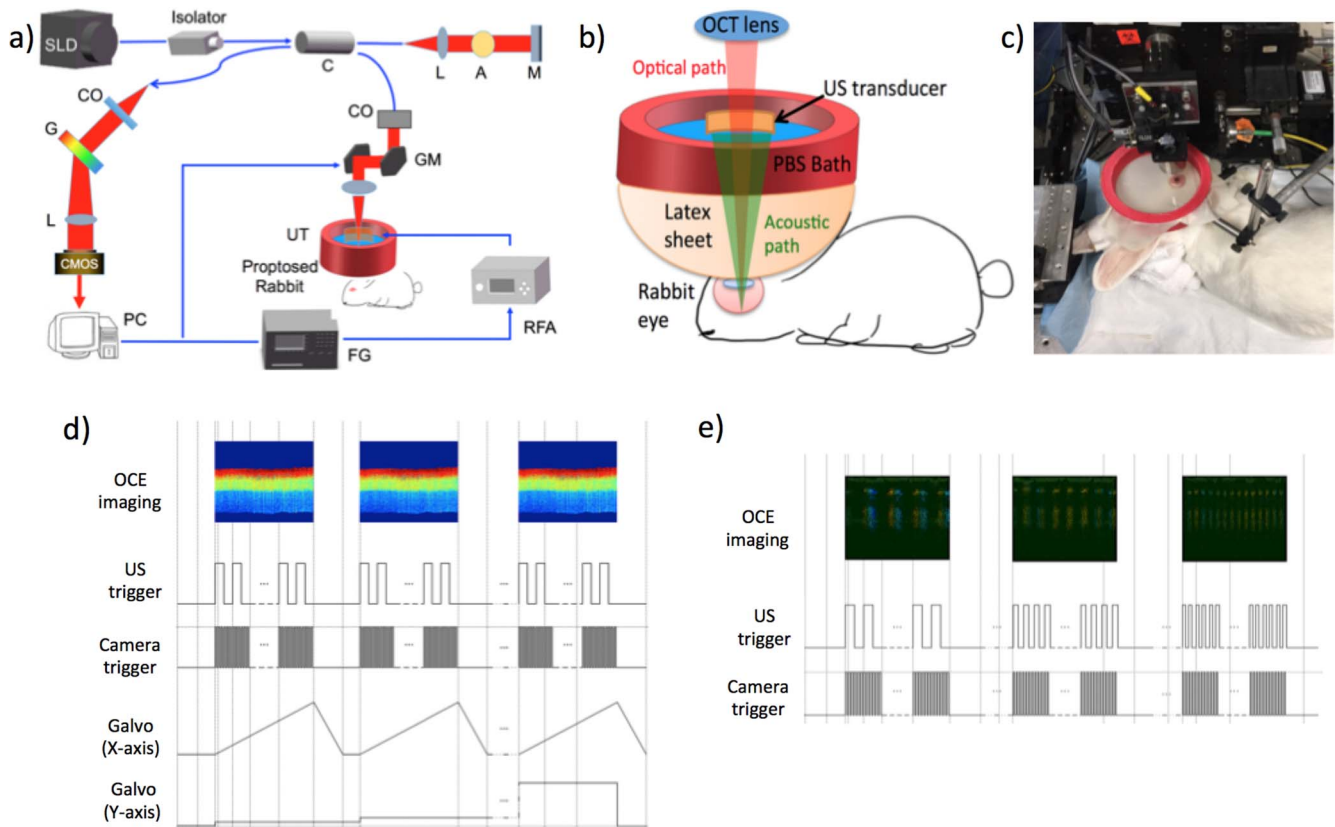 a)
SLD
Isolator
C
L
A
M
CO
G
CO
GM
L
UT
CMOS
Proptosed
Rabbit
PC
FG
RFA
b)
OCT lens
Optical path
US transducer
PBS Bath
Latex
sheet
Acoustic
path
Rabbit
eye
c)
d)
OCE
imaging
US
trigger
Camera
trigger
Galvo
(X-axis)
Galvo
(Y-axis)
e)
OCE
imaging
US
trigger
Camera
trigger